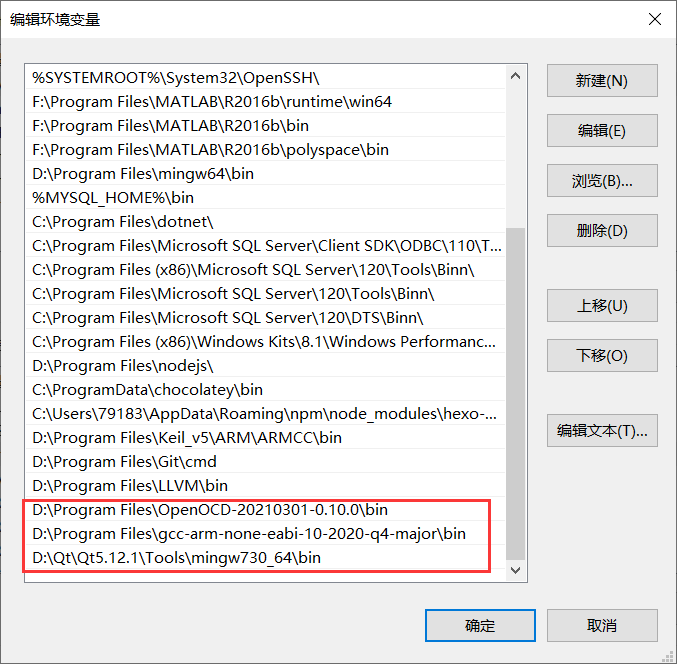 编辑环境变量
%SYSTEMROOT%\System32\OpenSSH\
F:\Program Files\MATLAB\R2016b\runtime\win64
F:\Program Files\MATLAB\R2016b\bin
F:\Program Files\MATLAB\R2016b\polyspace\bin
D:\Program Files\mingw64\bin
%MYSQL_HOME%\bin
C:\Program Files\dotnet\
C:\Program Files\Microsoft SQL Server\Client SDK\ODBC\110\T...
C:\Program Files (x86)\Microsoft SQL Server\120\Tools\Binn\
C:\Program Files\Microsoft SQL Server\120\Tools\Binn\
C:\Program Files\Microsoft SQL Server\120\DTS\Binn\
C:\Program Files (x86)\Windows Kits\8.1\Windows Performanc...
D:\Program Files\nodejs\
C:\ProgramData\chocolatey\bin
C:\Users\79183\AppData\Roaming\npm\node_modules\hexo-...
D:\Program Files\Keil_v5\ARM\ARMCC\bin
D:\Program Files\Git\cmd
D:\Program Files\LLVM\bin
D:\Program Files\OpenOCD-20210301-0.10.0\bin
D:\Program Files\gcc-arm-none-eabi-10-2020-q4-major\bin
D:\Qt\Qt5.12.1\Tools\mingw730_64\bin
新建(N)
编辑(E)
浏览(B)...
删除(D)
上移(U)
下移(O)
编辑文本(T)...
确定
取消